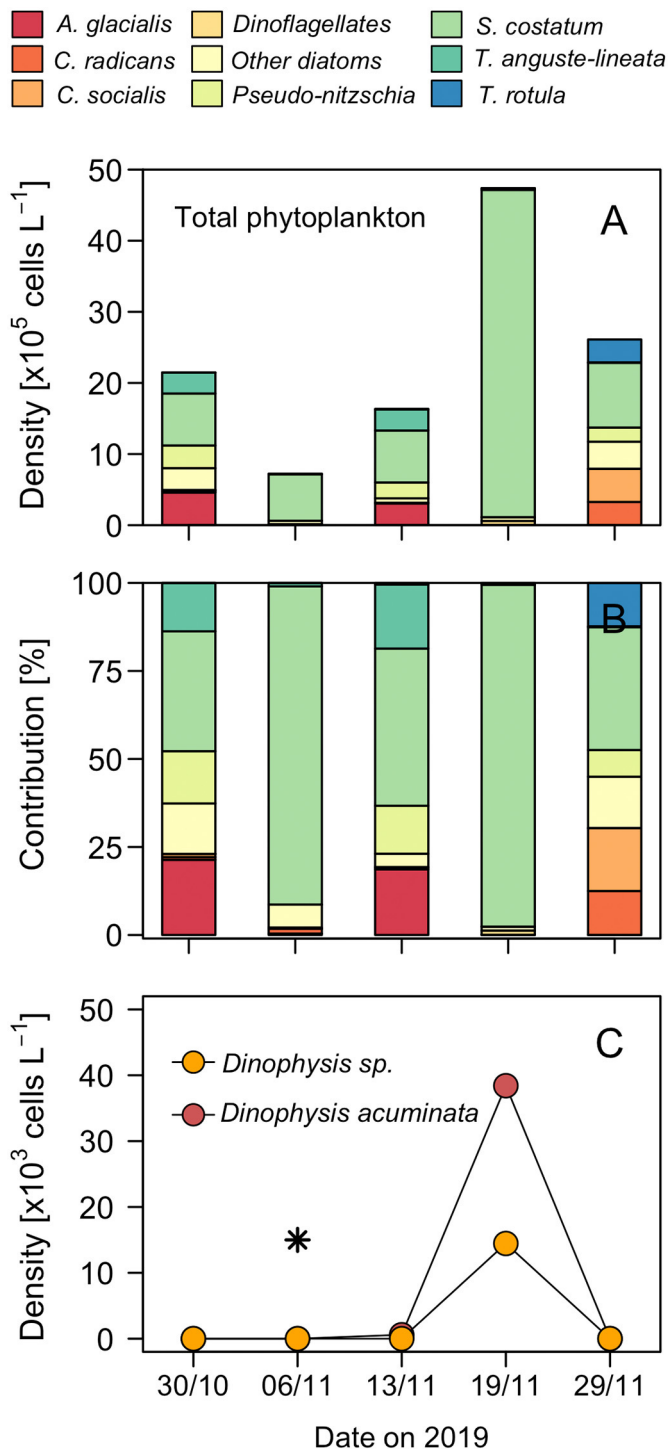 A. glacialis Dinoflagellates S. costatum
C. radicans Other diatoms T. anguste-lineata
C. socialis Pseudo-nitzschia T. rotula
Total phytoplankton A
Density [x10⁵ cells L⁻¹]
50
40
30
20
10
0
B
Contribution [%]
100
75
50
25
0
C
Dinophysis sp.
Dinophysis acuminata
Density [x10³ cells L⁻¹]
50
40
30
20
10
0
30/10 06/11 13/11 19/11 29/11
Date on 2019